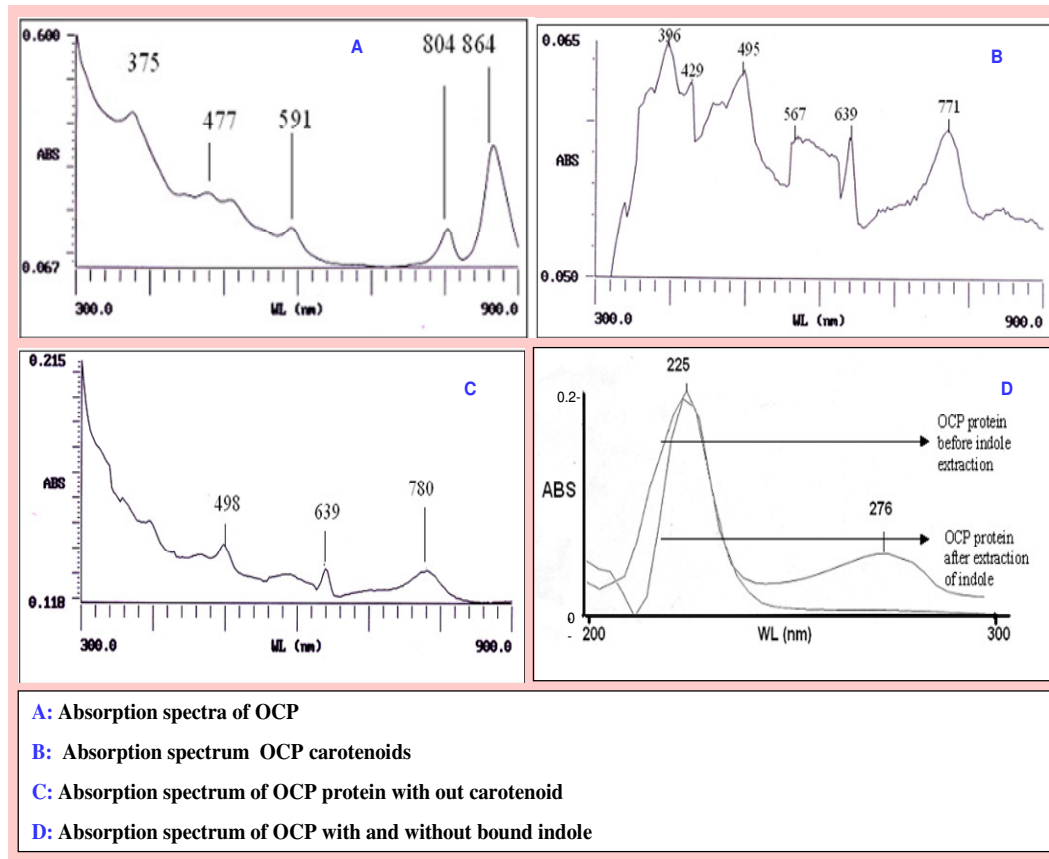 0.600
A
804 864
375
477
591
ABS
0.067
300.0
WL (nm)
900.0
0.065
396
495
B
429
567
639
771
ABS
0.050
300.0
WL (nm)
900.0
0.215
C
ABS
498
639
780
0.118
300.0
WL (nm)
900.0
225
D
0.2-
OCP protein
before indole
extraction
ABS
276
OCP protein
after extraction
of indole
0
-
200
WL (nm)
300
A: Absorption spectra of OCP
B: Absorption spectrum OCP carotenoids
C: Absorption spectrum of OCP protein with out carotenoid
D: Absorption spectrum of OCP with and without bound indole